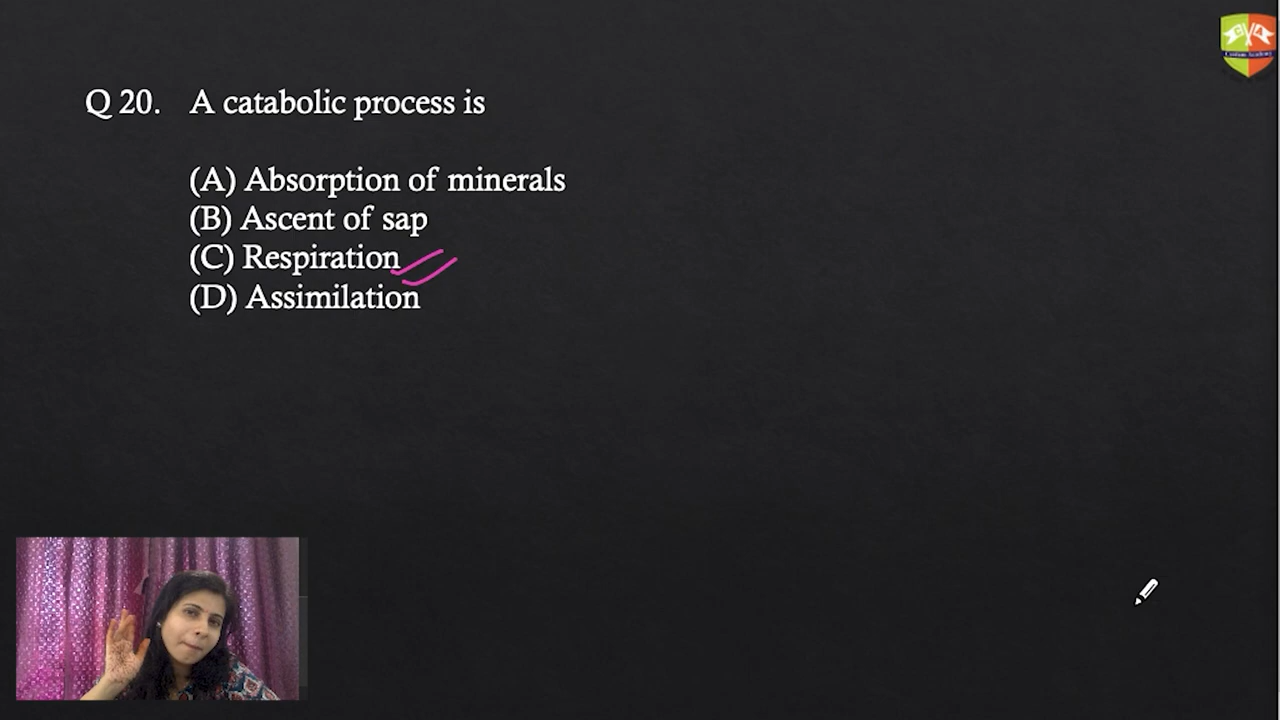 Q 20. A catabolic process is
(A) Absorption of minerals
(B) Ascent of sap
(C) Respiration
(D) Assimilation